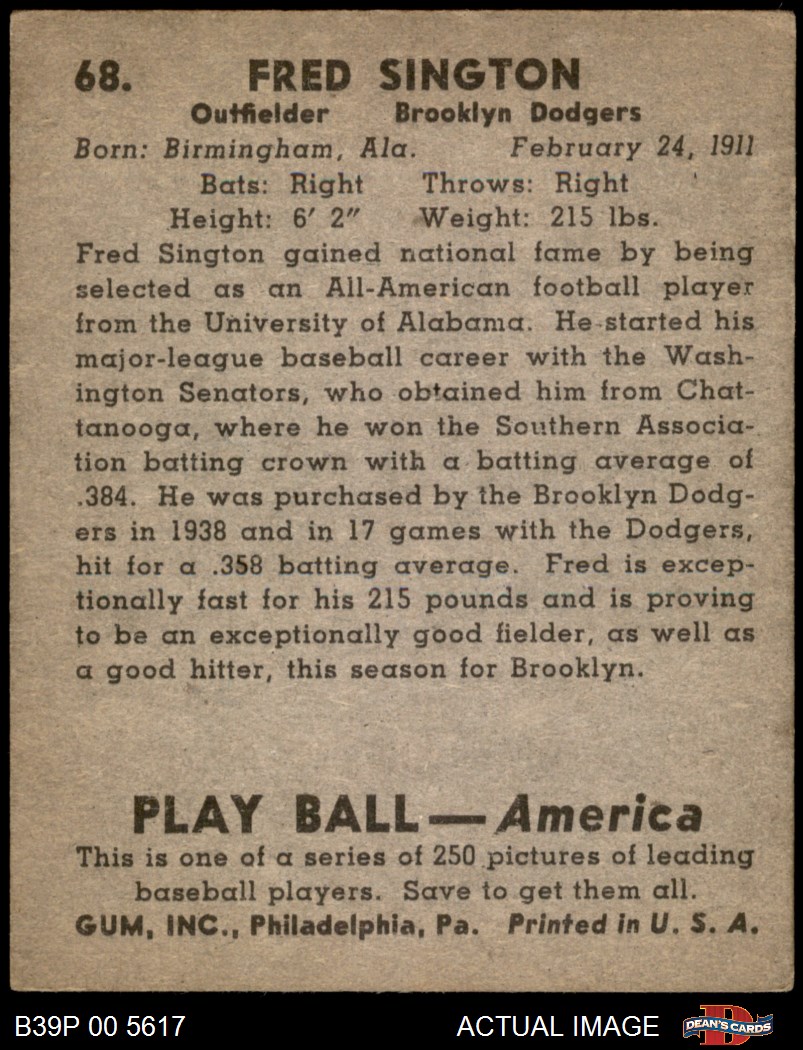 68. FRED SINGTON
Outfielder Brooklyn Dodgers
Born: Birmingham, Ala. February 24, 1911
Bats: Right Throws: Right
Height: 6′ 2″ Weight: 215 lbs.
Fred Sington gained national fame by being
selected as an All-American football player
from the University of Alabama. He started his
major-league baseball career with the Wash-
ington Senators, who obtained him from Chat-
tanooga, where he won the Southern Associa-
tion batting crown with a batting average of
.384. He was purchased by the Brooklyn Dodg-
ers in 1938 and in 17 games with the Dodgers,
hit for a .358 batting average. Fred is excep-
tionally fast for his 215 pounds and is proving
to be an exceptionally good fielder, as well as
a good hitter, this season for Brooklyn.
PLAY BALL—America
This is one of a series of 250 pictures of leading
baseball players. Save to get them all.
GUM, INC., Philadelphia, Pa. Printed in U. S. A.
B39P 00 5617 ACTUAL IMAGE DEAN'S CARDS